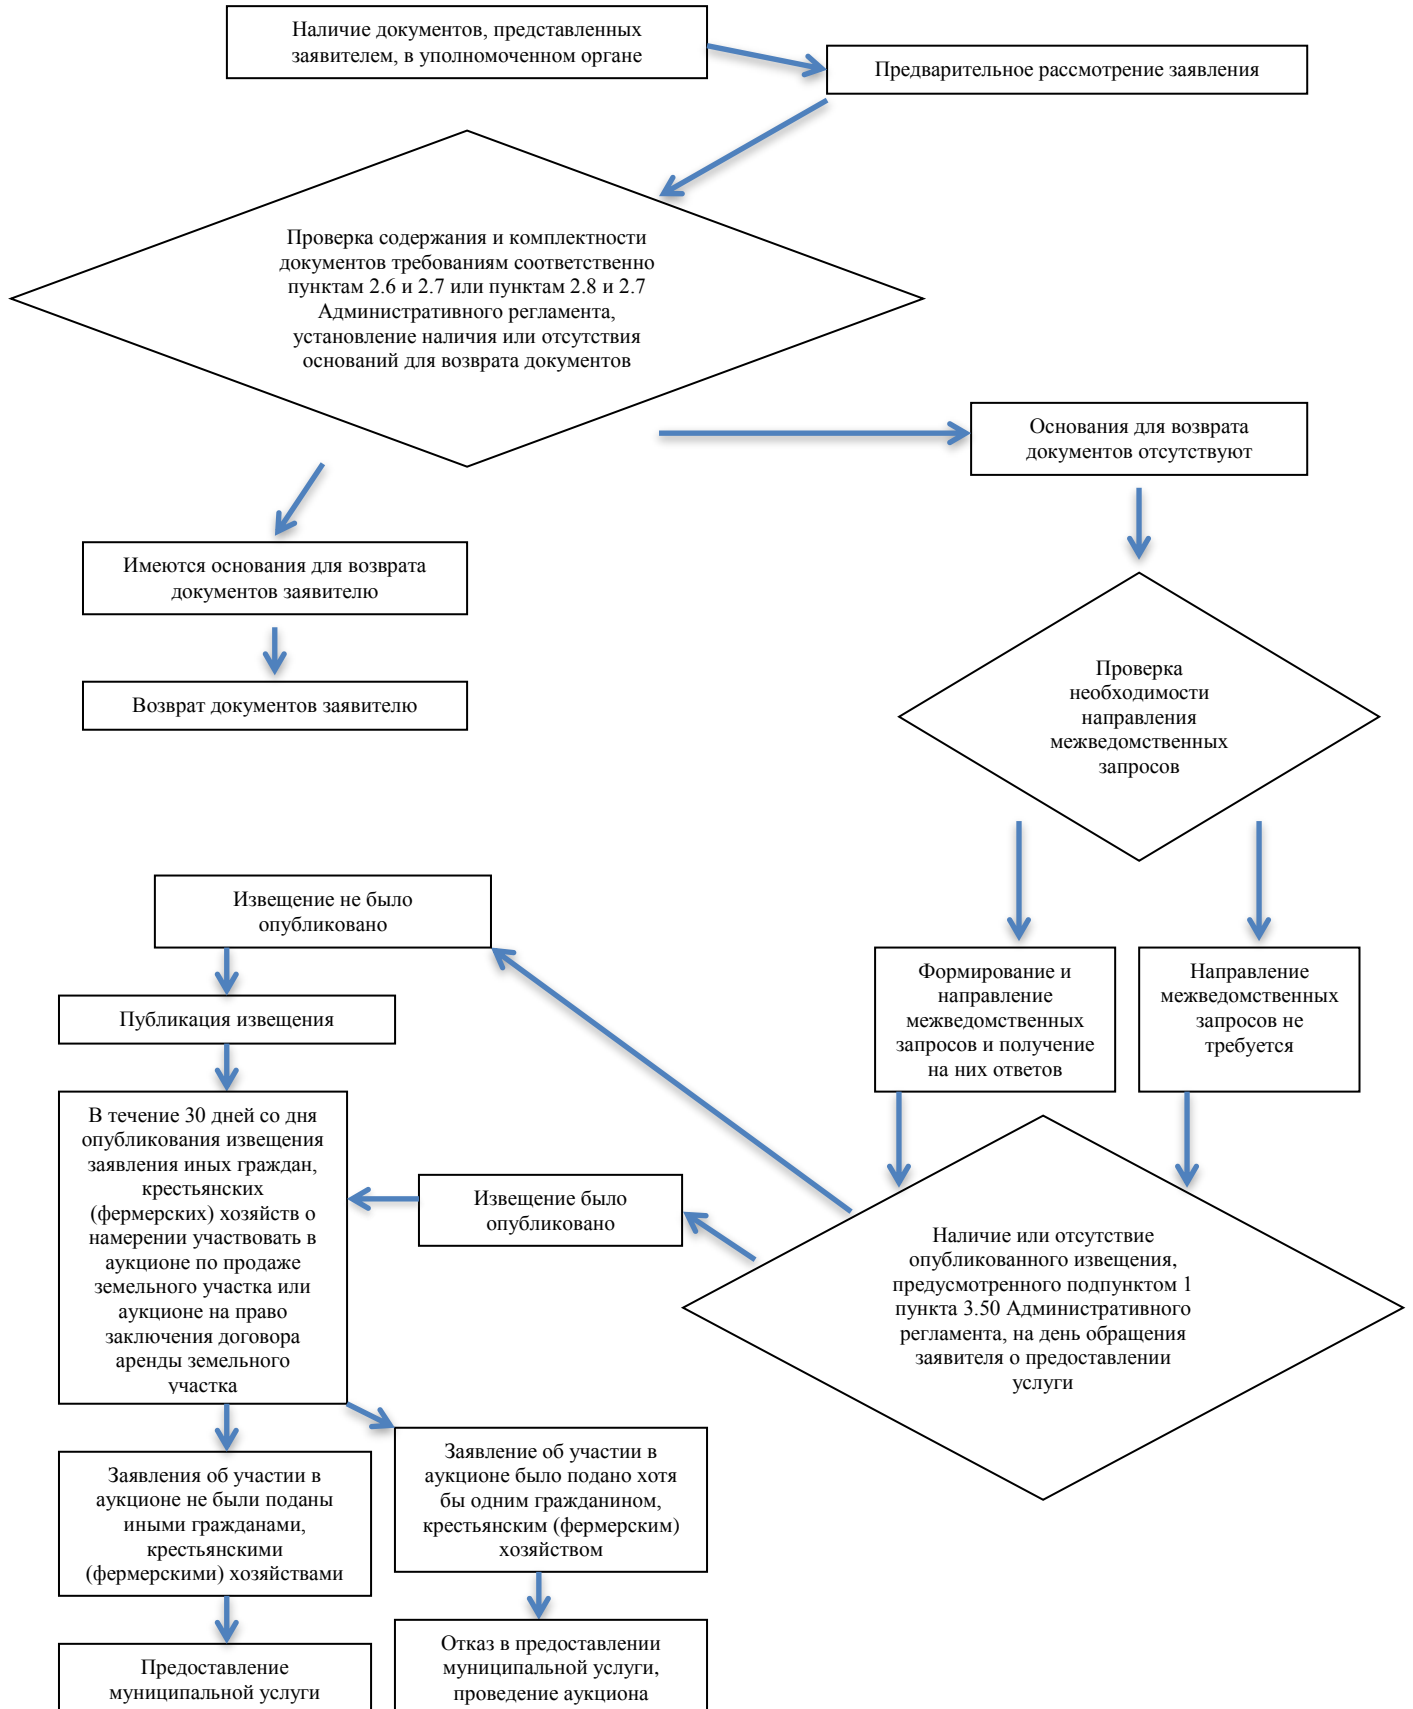 Наличие документов, представленных
заявителем, в уполномоченном органе
Предварительное рассмотрение заявления
Проверка содержания и комплектности
документов требованиям соответственно
пунктам 2.6 и 2.7 или пунктам 2.8 и 2.7
Административного регламента,
установление наличия или отсутствия
оснований для возврата документов
Основания для возврата
документов отсутствуют
Имеются основания для возврата
документов заявителю
Возврат документов заявителю
Проверка
необходимости
направления
межведомственных
запросов
Извещение не было
опубликовано
Формирование и
направление
межведомственных
запросов и получение
на них ответов
Направление
межведомственных
запросов не
требуется
Публикация извещения
В течение 30 дней со дня
опубликования извещения
заявления иных граждан,
крестьянских
(фермерских) хозяйств о
намерении участвовать в
аукционе по продаже
земельного участка или
аукционе на право
заключения договора
аренды земельного
участка
Извещение было
опубликовано
Наличие или отсутствие
опубликованного извещения,
предусмотренного подпунктом 1
пункта 3.50 Административного
регламента, на день обращения
заявителя о предоставлении
услуги
Заявления об участии в
аукционе не были поданы
иными гражданами,
крестьянскими
(фермерскими) хозяйствами
Заявление об участии в
аукционе было подано хотя
бы одним гражданином,
крестьянским (фермерским)
хозяйством
Предоставление
муниципальной услуги
Отказ в предоставлении
муниципальной услуги,
проведение аукциона